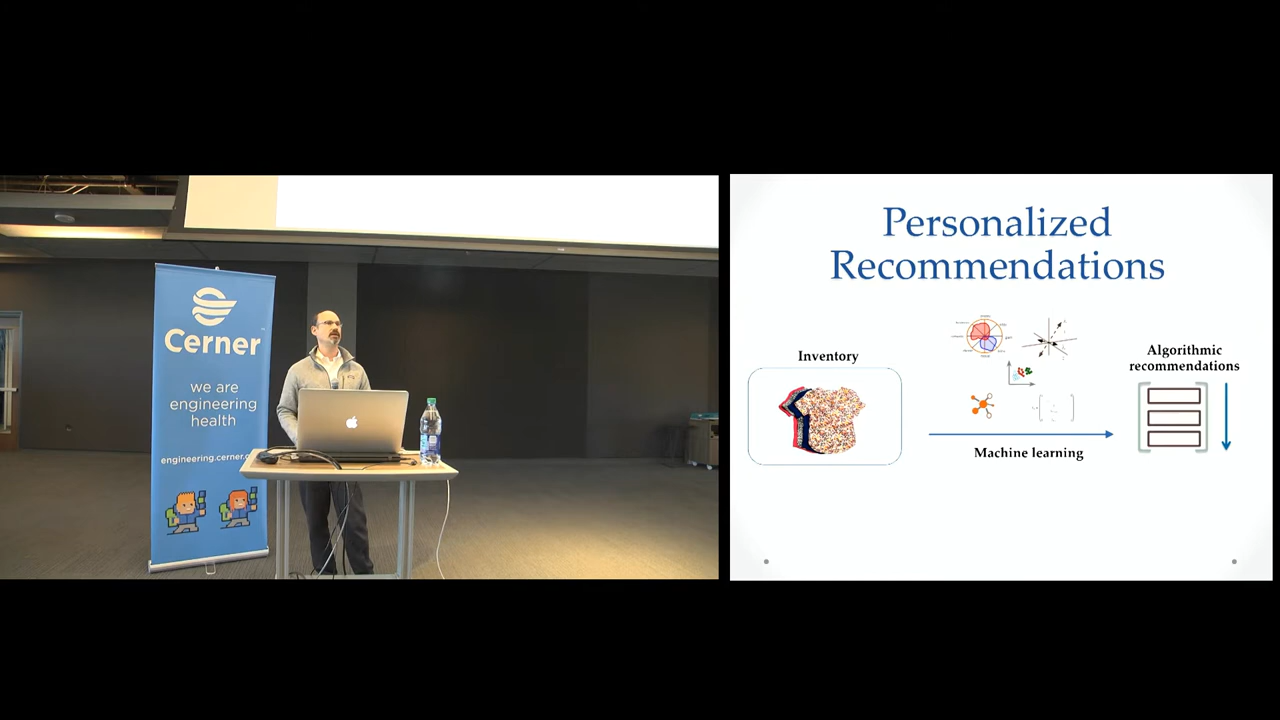 Cerner
we are
engineering
health
engineering.cerner.c
Personalized
Recommendations
Inventory
Machine learning
Algorithmic
recommendations